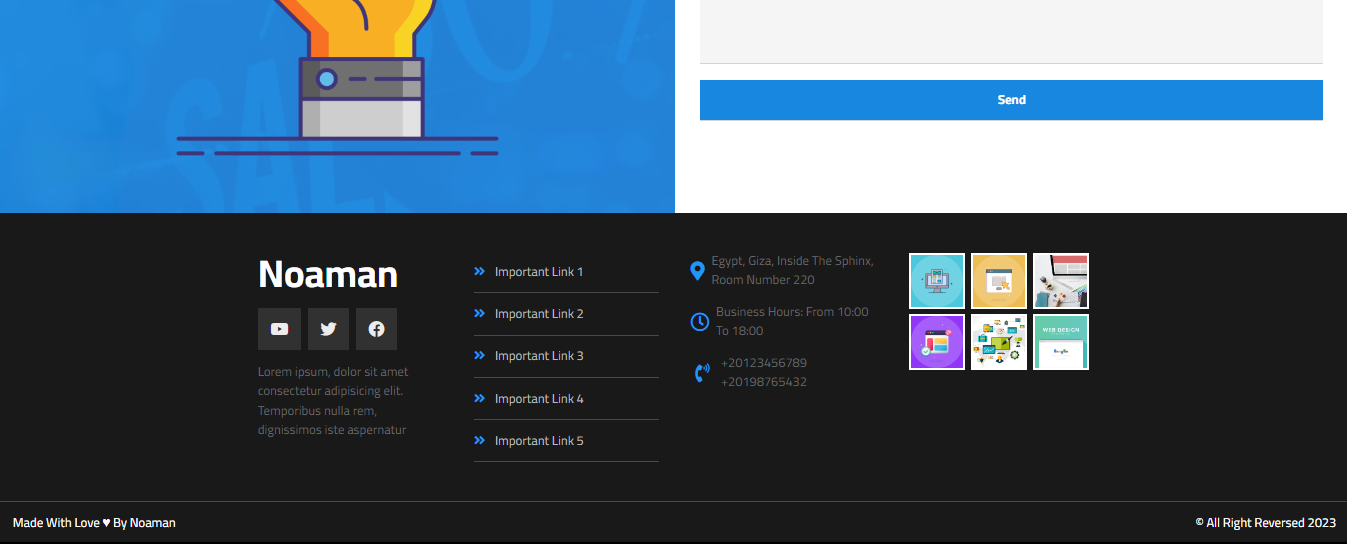 SALE
Send
Noaman
Lorem ipsum, dolor sit amet
consectetur adipisicing elit.
Temporibus nulla rem,
dignissimos iste aspernatur
Important Link 1
Important Link 2
Important Link 3
Important Link 4
Important Link 5
Egypt, Giza, Inside The Sphinx,
Room Number 220
Business Hours: From 10:00
To 18:00
+20123456789
+20198765432
WEB DESIGN
Made With Love ♥ By Noaman
© All Right Reversed 2023